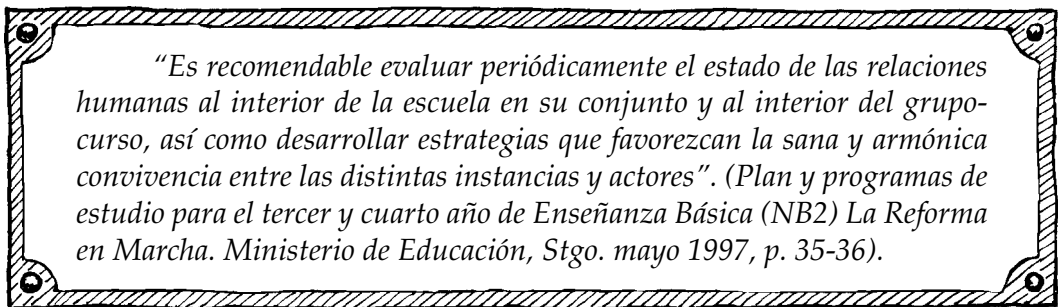 “Es recomendable evaluar periódicamente el estado de las relaciones
humanas al interior de la escuela en su conjunto y al interior del grupo-
curso, así como desarrollar estrategias que favorezcan la sana y armónica
convivencia entre las distintas instancias y actores”. (Plan y programas de
estudio para el tercer y cuarto año de Enseñanza Básica (NB2) La Reforma
en Marcha. Ministerio de Educación, Stgo. mayo 1997, p. 35-36).